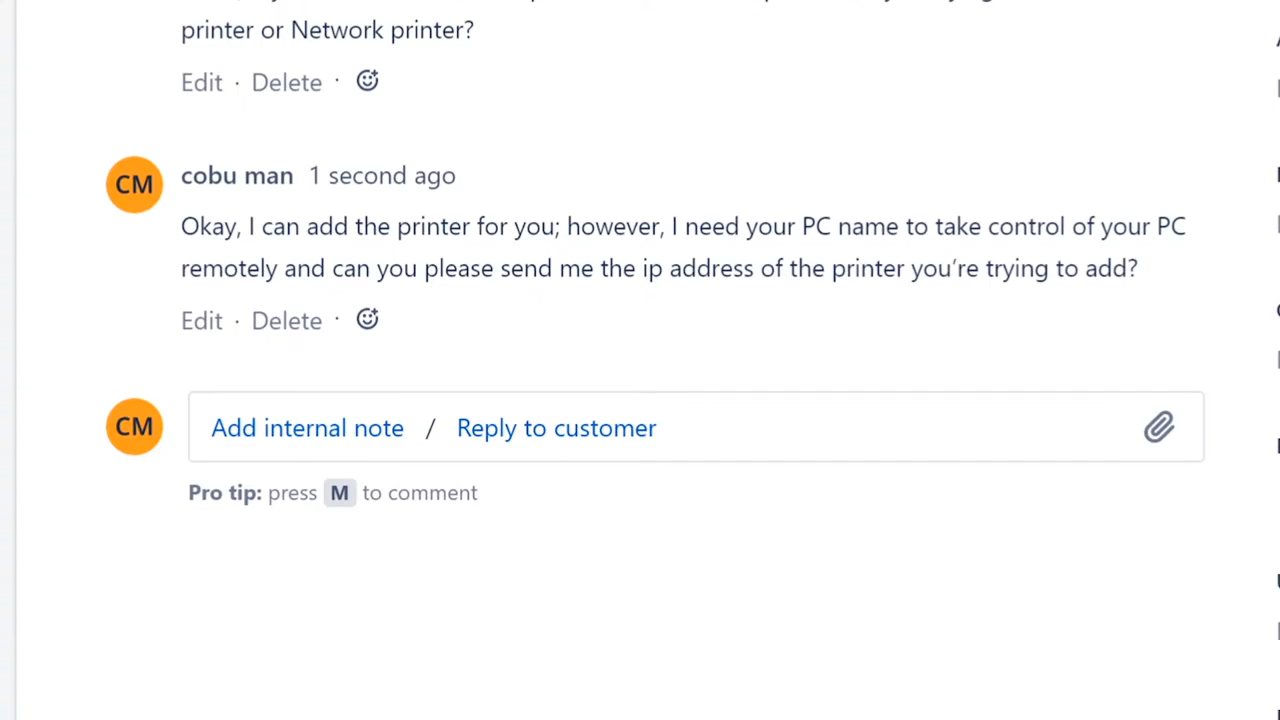 printer or Network printer?
Edit · Delete ·
CM cobu man 1 second ago
Okay, I can add the printer for you; however, I need your PC name to take control of your PC
remotely and can you please send me the ip address of the printer you're trying to add?
Edit · Delete ·
CM Add internal note / Reply to customer
Pro tip: press M to comment